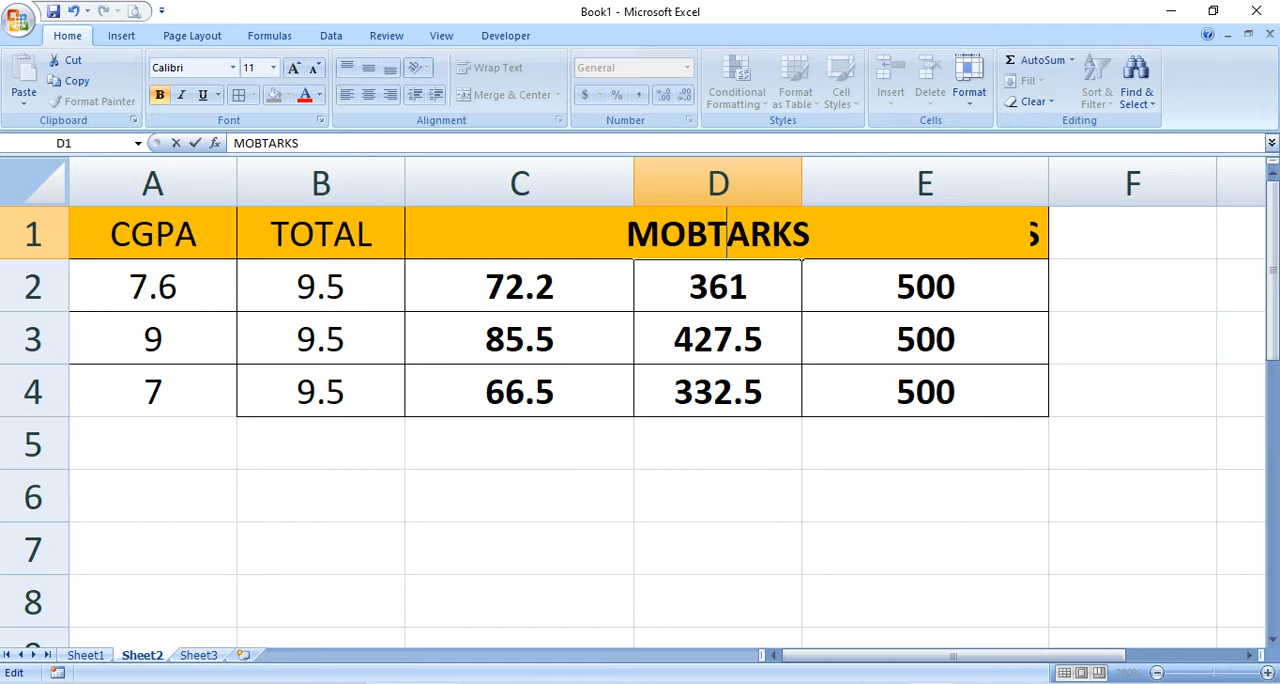 Book1 - Microsoft Excel
Home Insert Page Layout Formulas Data Review View Developer
Cut
Copy
Format Painter
Paste
Clipboard
Calibri 11
B I U
Font
Wrap Text
Merge & Center
Alignment
General
$ % ,
Number
Conditional Formatting
Format as Table
Cell Styles
Styles
Insert Delete Format
Cells
Σ AutoSum
Fill
Clear
Sort & Filter
Find & Select
Editing
D1 fx MOBTARKS
A B C D E F
1 CGPA TOTAL MOBTARKS S
2 7.6 9.5 72.2 361 500
3 9 9.5 85.5 427.5 500
4 7 9.5 66.5 332.5 500
5
6
7
8
Sheet1 Sheet2 Sheet3
Edit 280%